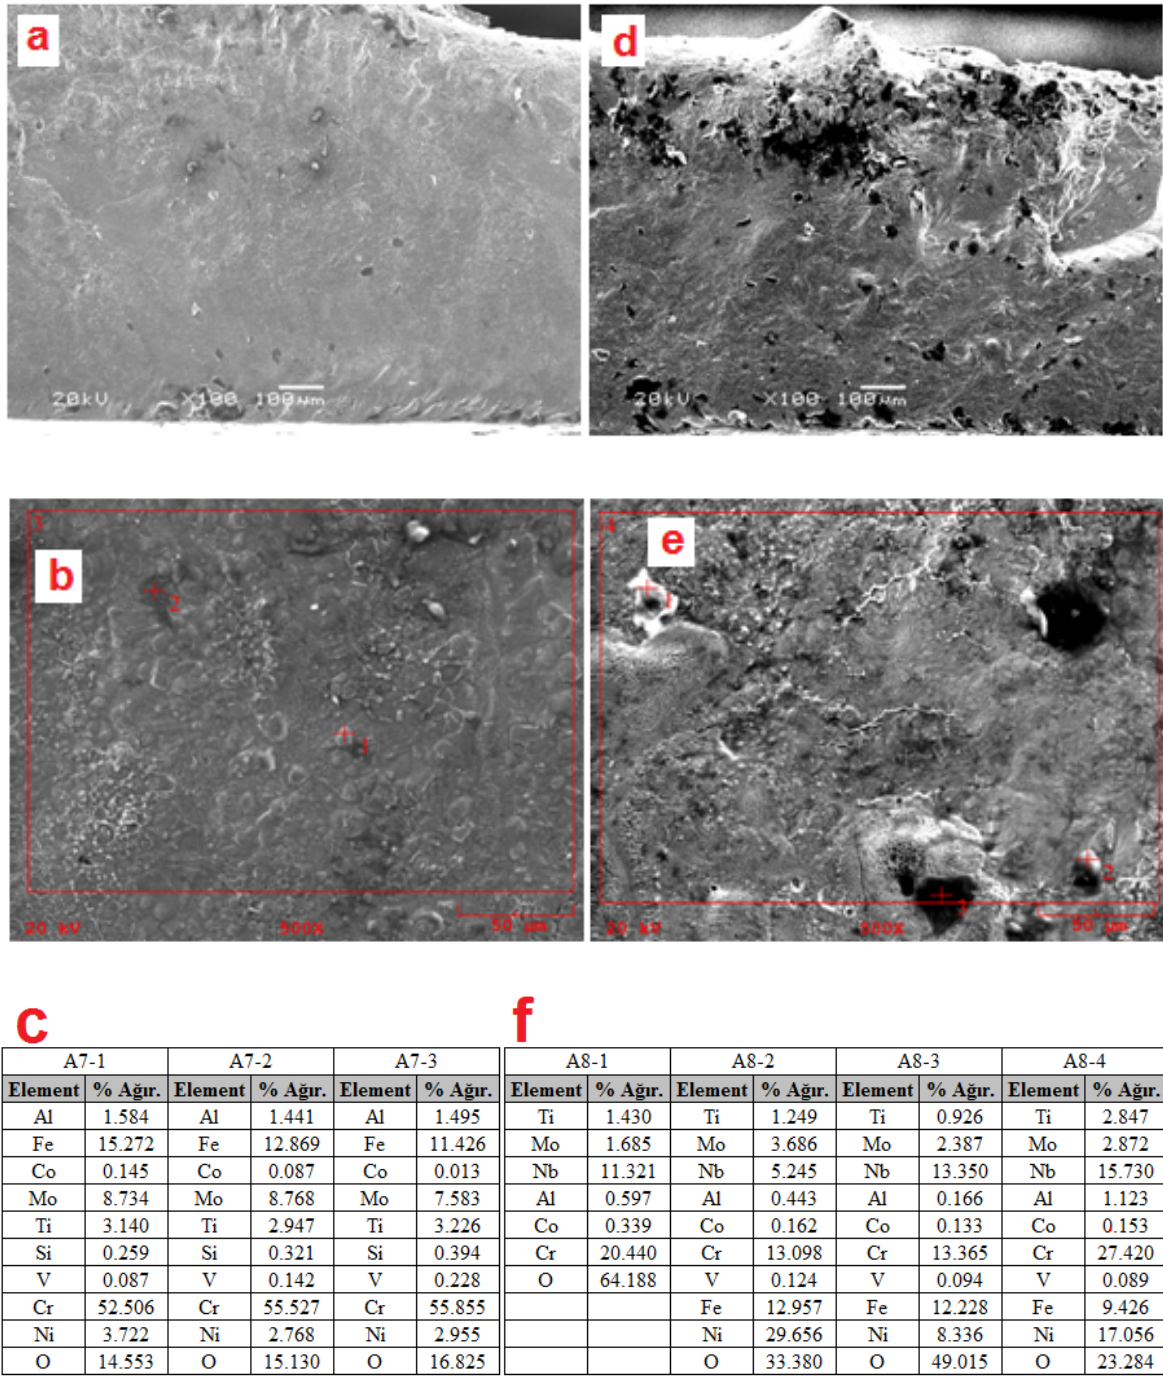 a
d
20kV X100 100µm
20kV X100 100µm
3
b
2
1
20 kV 500X 50 µm
4
e
1
2
3
20 kV 500X 50 µm
c
A7-1 A7-2 A7-3
Element % Ağır. Element % Ağır. Element % Ağır.
Al 1.584 Al 1.441 Al 1.495
Fe 15.272 Fe 12.869 Fe 11.426
Co 0.145 Co 0.087 Co 0.013
Mo 8.734 Mo 8.768 Mo 7.583
Ti 3.140 Ti 2.947 Ti 3.226
Si 0.259 Si 0.321 Si 0.394
V 0.087 V 0.142 V 0.228
Cr 52.506 Cr 55.527 Cr 55.855
Ni 3.722 Ni 2.768 Ni 2.955
O 14.553 O 15.130 O 16.825
f
A8-1 A8-2 A8-3 A8-4
Element % Ağır. Element % Ağır. Element % Ağır. Element % Ağır.
Ti 1.430 Ti 1.249 Ti 0.926 Ti 2.847
Mo 1.685 Mo 3.686 Mo 2.387 Mo 2.872
Nb 11.321 Nb 5.245 Nb 13.350 Nb 15.730
Al 0.597 Al 0.443 Al 0.166 Al 1.123
Co 0.339 Co 0.162 Co 0.133 Co 0.153
Cr 20.440 Cr 13.098 Cr 13.365 Cr 27.420
O 64.188 V 0.124 V 0.094 V 0.089
Fe 12.957 Fe 12.228 Fe 9.426
Ni 29.656 Ni 8.336 Ni 17.056
O 33.380 O 49.015 O 23.284